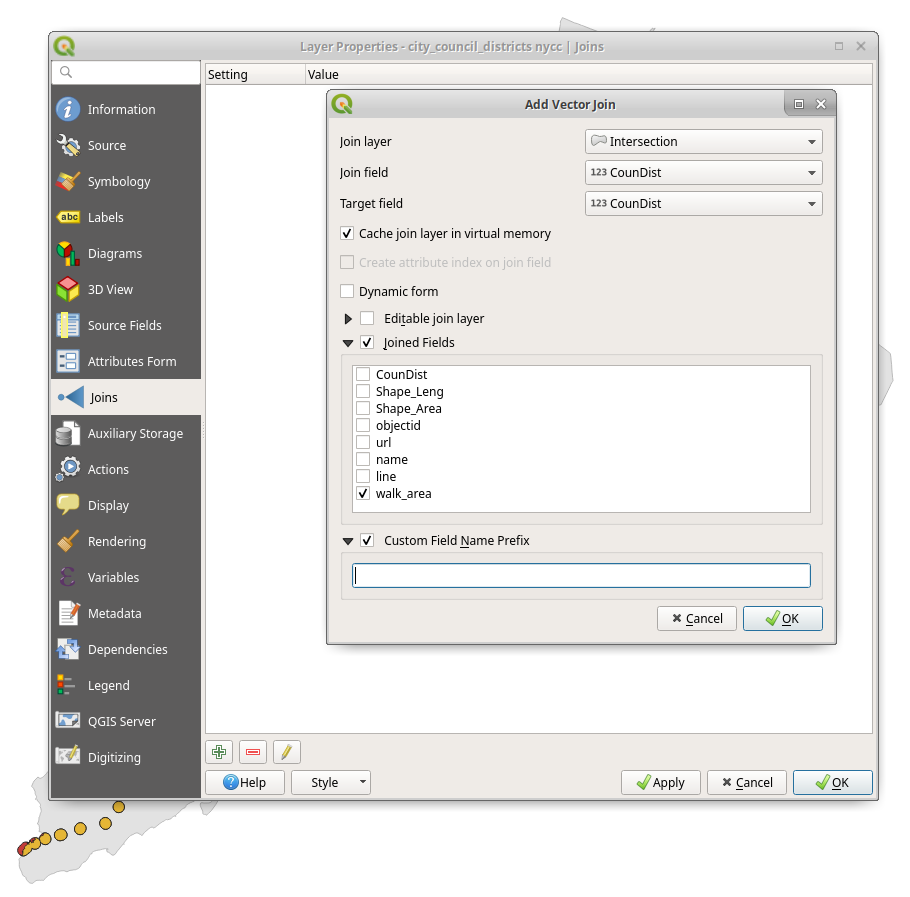 Layer Properties - city_council_districts nycc | Joins
Setting Value
Information
Source
Symbology
abc Labels
Diagrams
3D View
Source Fields
Attributes Form
Joins
Auxiliary Storage
Actions
Display
Rendering
Variables
Metadata
Dependencies
Legend
QGIS Server
Digitizing
Add Vector Join
Join layer Intersection
Join field 123 CounDist
Target field 123 CounDist
Cache join layer in virtual memory
Create attribute index on join field
Dynamic form
Editable join layer
Joined Fields
CounDist
Shape_Leng
Shape_Area
objectid
url
name
line
walk_area
Custom Field Name Prefix
Cancel OK
Help Style Apply Cancel OK